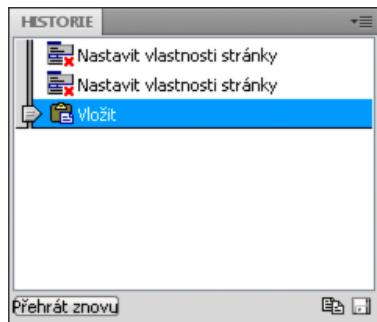 HISTORIE
Nastavit vlastnosti stránky
Nastavit vlastnosti stránky
Vložit
Přehrát znovu